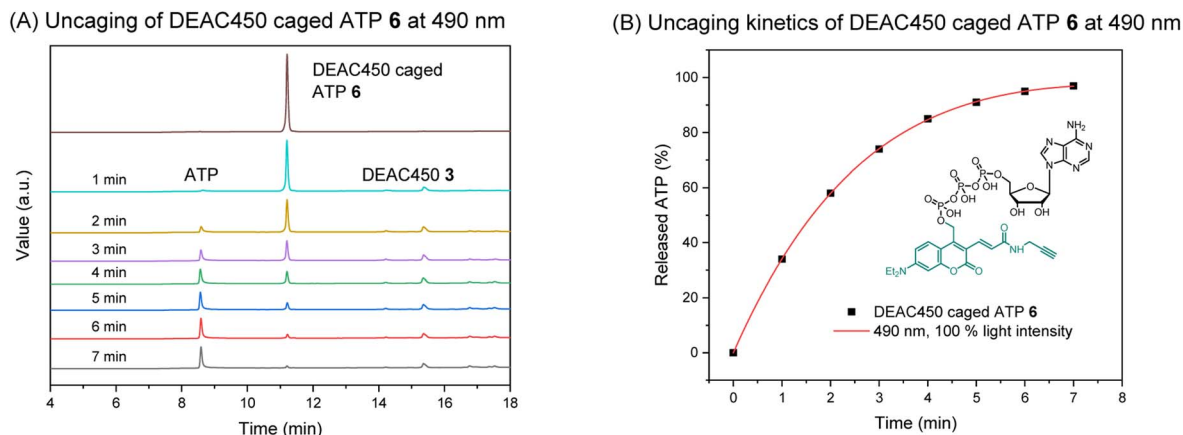 (A) Uncaging of DEAC450 caged ATP 6 at 490 nm
Value (a.u.)
DEAC450 caged
ATP 6
1 min
ATP
DEAC450 3
2 min
3 min
4 min
5 min
6 min
7 min
4 6 8 10 12 14 16 18
Time (min)
(B) Uncaging kinetics of DEAC450 caged ATP 6 at 490 nm
Released ATP (%)
100
80
60
40
20
0
NH2
N
N
N
N
O
O
O
O
P
P
P
O
O
OH
O
OH
OH
O
OH
OH
O
N
H
Et2N
O
O
DEAC450 caged ATP 6
490 nm, 100 % light intensity
0 1 2 3 4 5 6 7 8
Time (min)